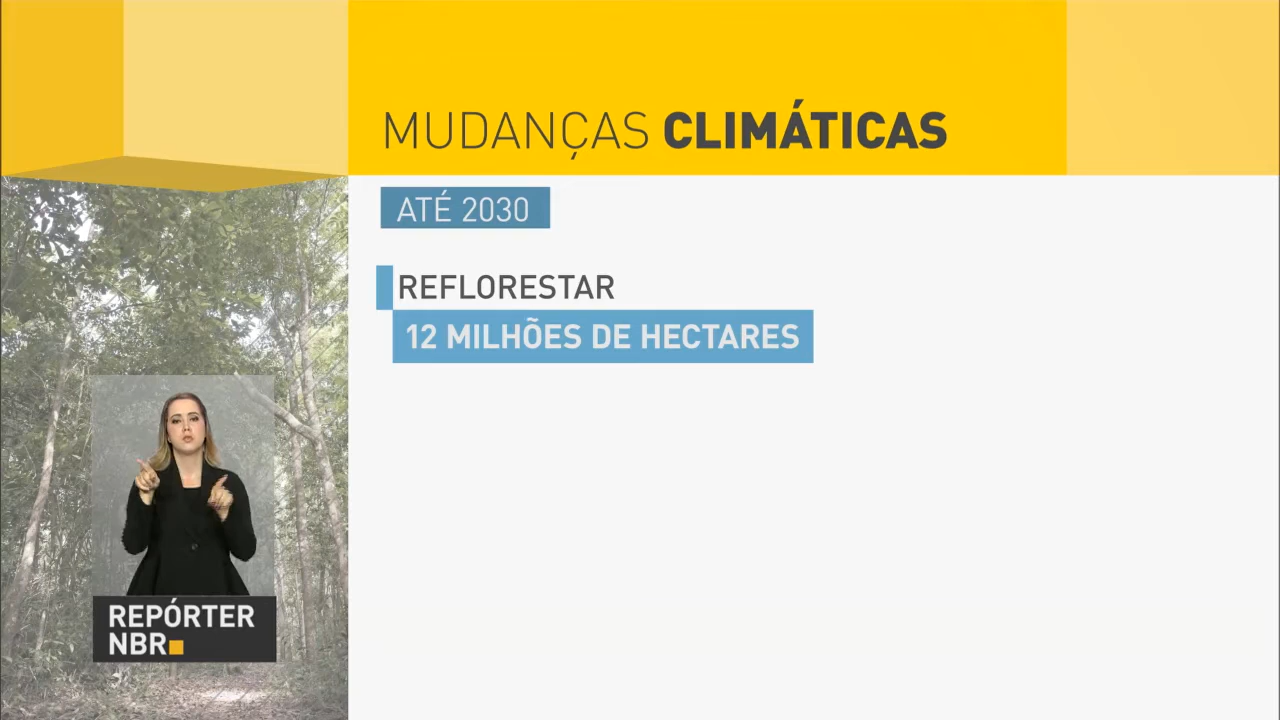 MUDANÇAS CLIMÁTICAS
ATÉ 2030
REFLORESTAR
12 MILHÕES DE HECTARES
REPÓRTER
NBR